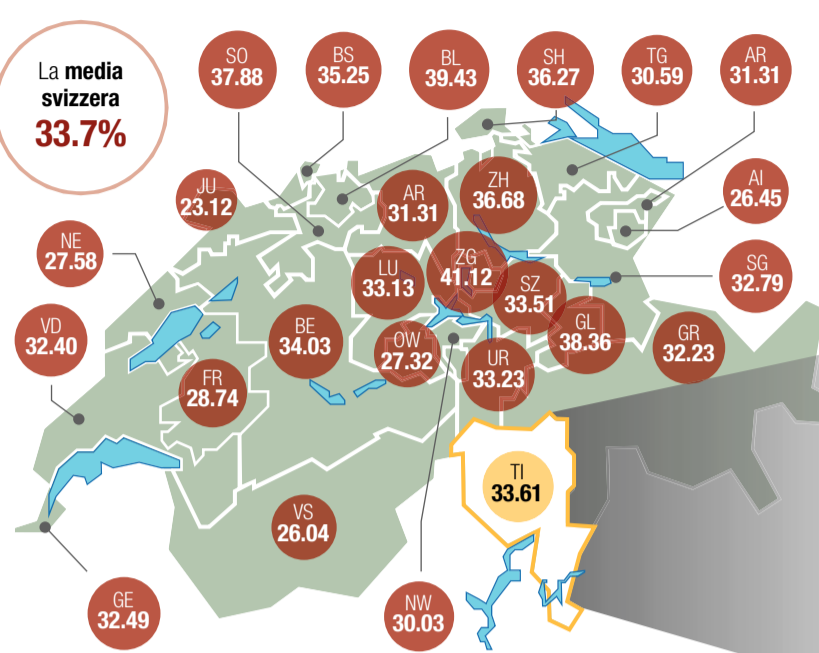 La media
svizzera
33.7%
SO
37.88
BS
35.25
BL
39.43
SH
36.27
TG
30.59
AR
31.31
JU
23.12
AR
31.31
ZH
36.68
AI
26.45
NE
27.58
LU
33.13
ZG
41.12
SZ
33.51
SG
32.79
VD
32.40
BE
34.03
OW
27.32
UR
33.23
GL
38.36
GR
32.23
FR
28.74
TI
33.61
VS
26.04
GE
32.49
NW
30.03